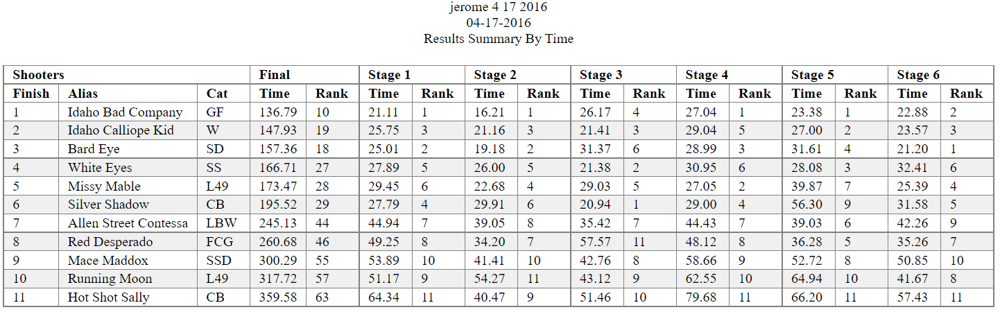 jerome 4 17 2016
04-17-2016
Results Summary By Time
Shooters Final Stage 1 Stage 2 Stage 3 Stage 4 Stage 5 Stage 6
Finish Alias Cat Time Rank Time Rank Time Rank Time Rank Time Rank Time Rank Time Rank
1 Idaho Bad Company GF 136.79 10 21.11 1 16.21 1 26.17 4 27.04 1 23.38 1 22.88 2
2 Idaho Calliope Kid W 147.93 19 25.75 3 21.16 3 21.41 3 29.04 5 27.00 2 23.57 3
3 Bard Eye SD 157.36 18 25.01 2 19.18 2 31.37 6 28.99 3 31.61 4 21.20 1
4 White Eyes SS 166.71 27 27.89 5 26.00 5 21.38 2 30.95 6 28.08 3 32.41 6
5 Missy Mable L49 173.47 28 29.45 6 22.68 4 29.03 5 27.05 2 39.87 7 25.39 4
6 Silver Shadow CB 195.52 29 27.79 4 29.91 6 20.94 1 29.00 4 56.30 9 31.58 5
7 Allen Street Contessa LBW 245.13 44 44.94 7 39.05 8 35.42 7 44.43 7 39.03 6 42.26 9
8 Red Desperado FCG 260.68 46 49.25 8 34.20 7 57.57 11 48.12 8 36.28 5 35.26 7
9 Mace Maddox SSD 300.29 55 53.89 10 41.41 10 42.76 8 58.66 9 52.72 8 50.85 10
10 Running Moon L49 317.72 57 51.17 9 54.27 11 43.12 9 62.55 10 64.94 10 41.67 8
11 Hot Shot Sally CB 359.58 63 64.34 11 40.47 9 51.46 10 79.68 11 66.20 11 57.43 11